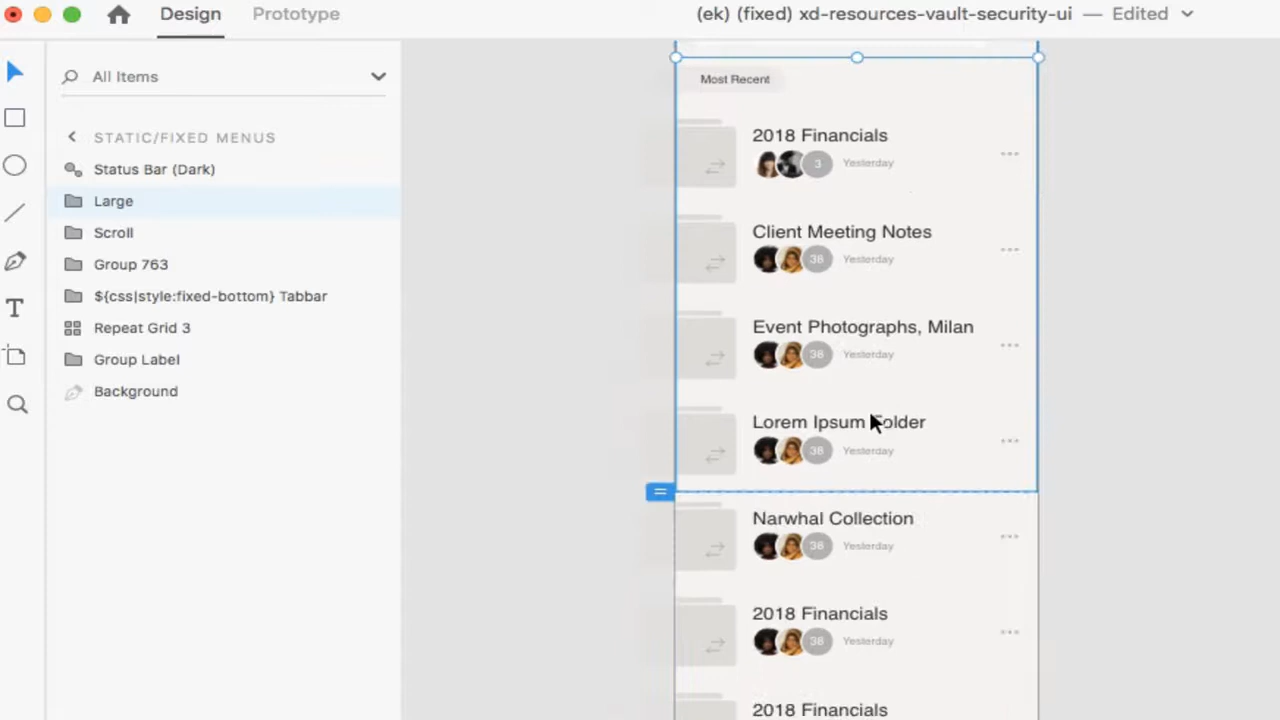 Design
Prototype
(ek) (fixed) xd-resources-vault-security-ui — Edited
All Items
STATIC/FIXED MENUS
Status Bar (Dark)
Large
Scroll
Group 763
${css|style:fixed-bottom} Tabbar
Repeat Grid 3
Group Label
Background
Most Recent
2018 Financials
3
Yesterday
Client Meeting Notes
38
Yesterday
Event Photographs, Milan
38
Yesterday
Lorem Ipsum Folder
38
Yesterday
Narwhal Collection
38
Yesterday
2018 Financials
38
Yesterday
2018 Financials